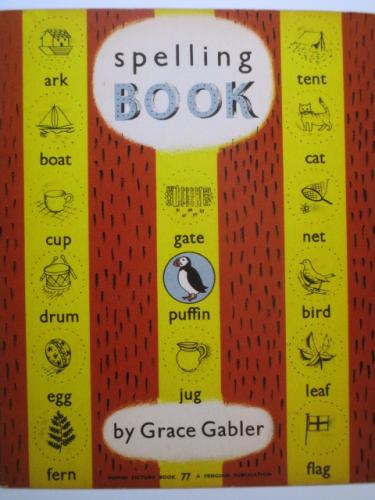 spelling
BOOK
ark
boat
cup
drum
egg
fern
gate
puffin
jug
tent
cat
net
bird
leaf
flag
by Grace Gabler
PUFFIN PICTURE BOOK 77 A PENGUIN PUBLICATION